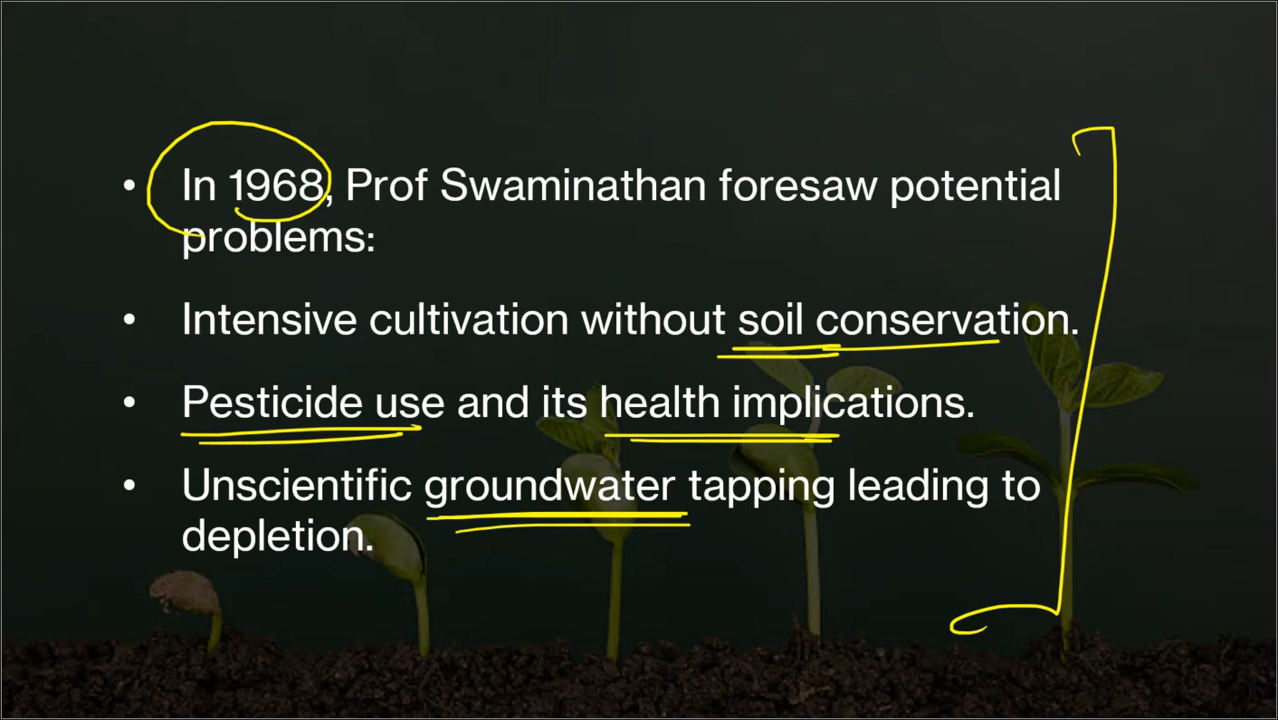 • In 1968, Prof Swaminathan foresaw potential
problems:
• Intensive cultivation without soil conservation.
• Pesticide use and its health implications.
• Unscientific groundwater tapping leading to
depletion.